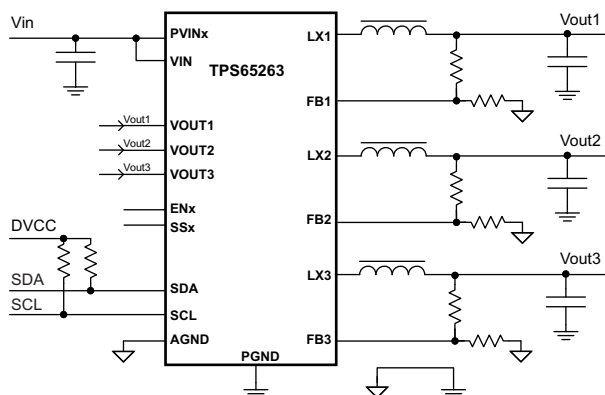 Vin
PVINx
VIN
TPS65263
LX1
Vout1
FB1
Vout1
VOUT1
Vout2
VOUT2
Vout3
VOUT3
LX2
Vout2
FB2
ENx
SSx
DVCC
SDA
SDA
SCL
SCL
AGND
PGND
LX3
Vout3
FB3